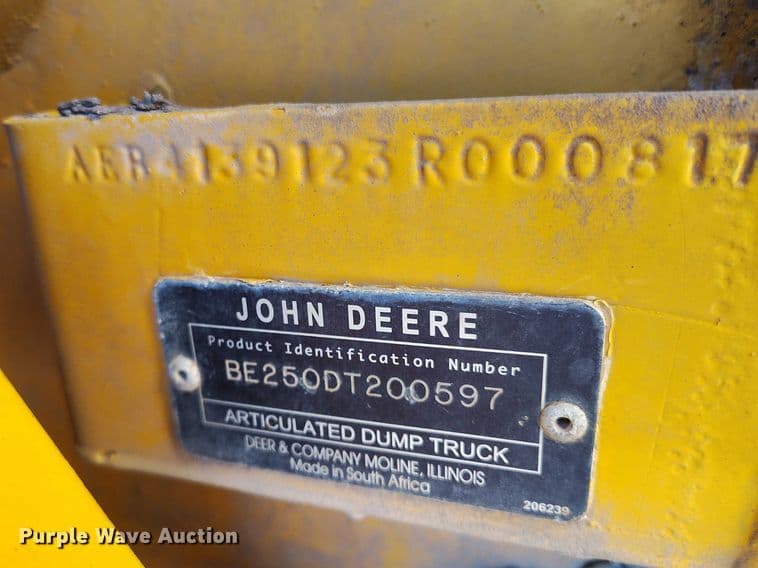 AEB4139123R000817
JOHN DEERE
Product Identification Number
BE250DT200597
ARTICULATED DUMP TRUCK
DEER & COMPANY MOLINE, ILLINOIS
Made in South Africa
206239
Purple Wave Auction